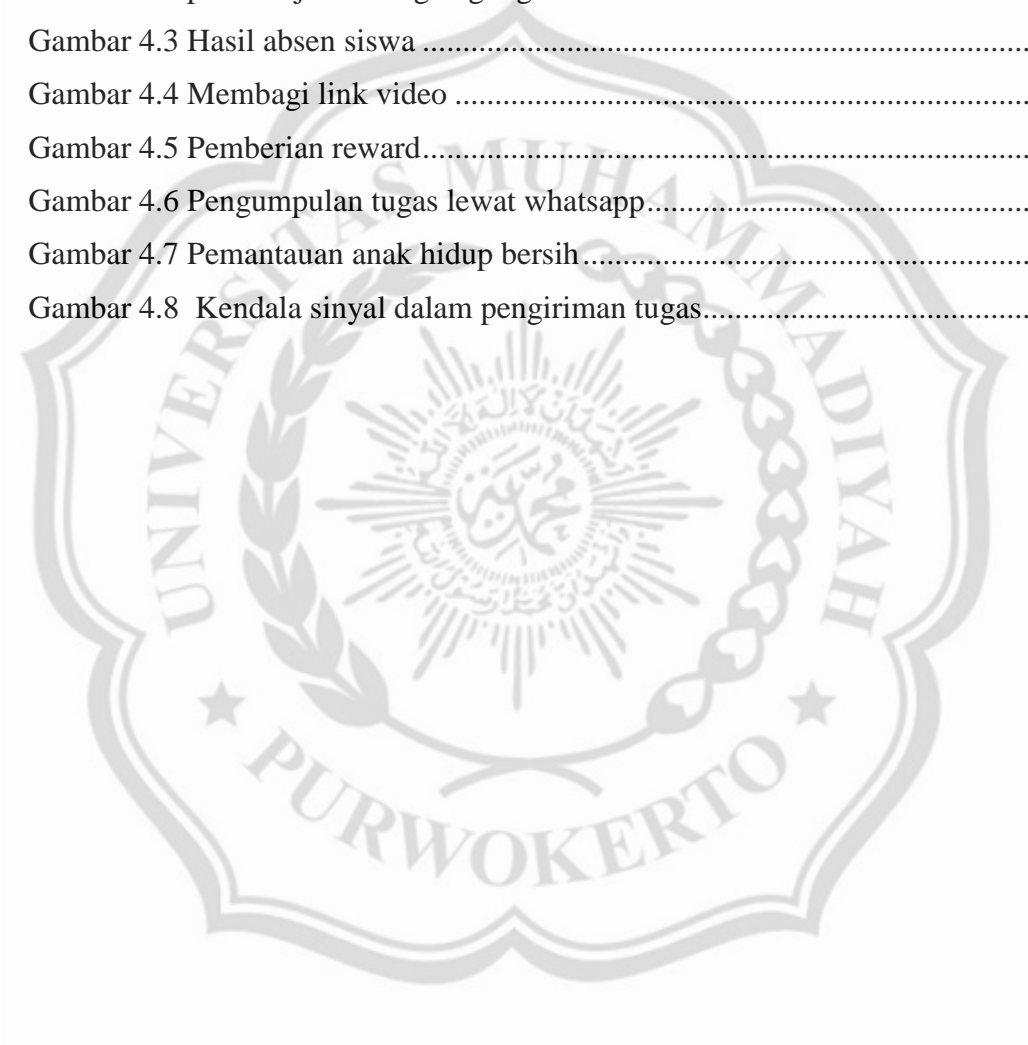 Gambar 4.3 Hasil absen siswa ........................................................................
Gambar 4.4 Membagi link video ....................................................................
Gambar 4.5 Pemberian reward........................................................................
Gambar 4.6 Pengumpulan tugas lewat whatsapp............................................
Gambar 4.7 Pemantauan anak hidup bersih....................................................
Gambar 4.8  Kendala sinyal dalam pengiriman tugas.....................................
UNIVERSITAS MUHAMMADIYAH
PURWOKERTO